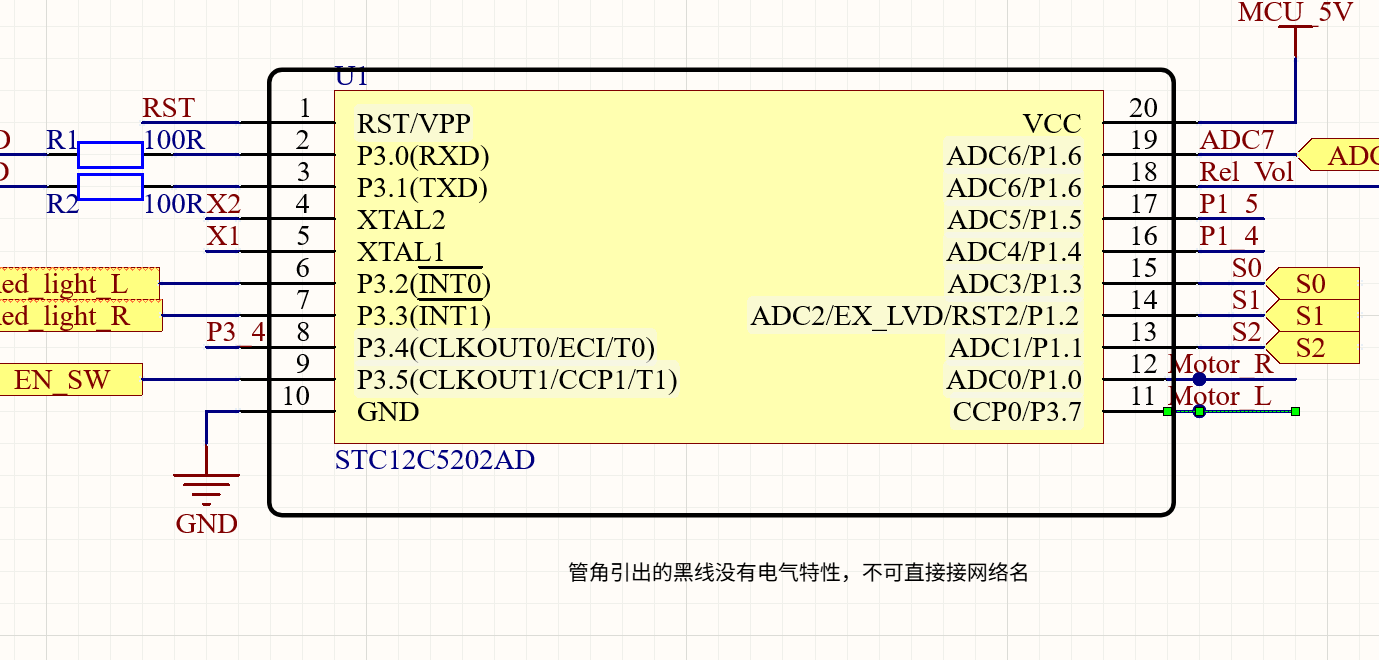 MCU_5V
U1
RST 1 RST/VPP VCC 20
R1 100R 2 P3.0(RXD) ADC6/P1.6 19 ADC7
3 P3.1(TXD) ADC6/P1.6 18 Rel_Vol
R2 100R X2 4 XTAL2 ADC5/P1.5 17 P1_5
X1 5 XTAL1 ADC4/P1.4 16 P1_4
ed_light_L 6 P3.2(INT0) ADC3/P1.3 15 S0 S0
ed_light_R 7 P3.3(INT1) ADC2/EX_LVD/RST2/P1.2 14 S1 S1
P3_4 8 P3.4(CLKOUT0/ECI/T0) ADC1/P1.1 13 S2 S2
EN_SW 9 P3.5(CLKOUT1/CCP1/T1) ADC0/P1.0 12 Motor_R
10 GND CCP0/P3.7 11 Motor_L
STC12C5202AD
GND
管角引出的黑线没有电气特性，不可直接接网络名